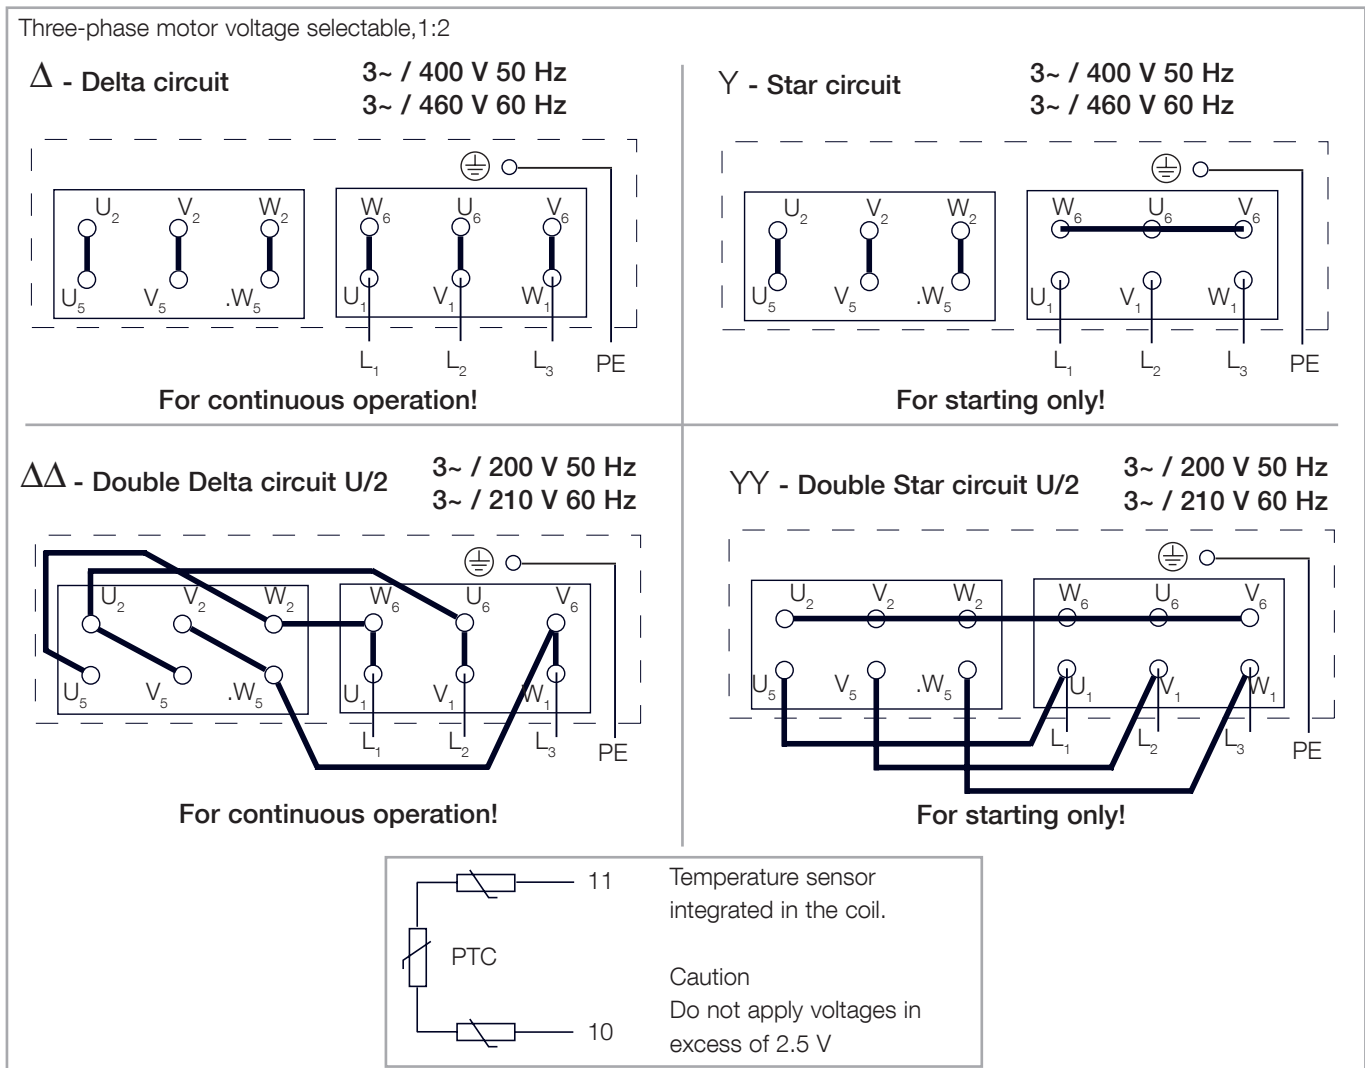 Three-phase motor voltage selectable,1:2
Δ - Delta circuit
3~ / 400 V 50 Hz
3~ / 460 V 60 Hz
U₂ V₂ W₂ W₆ U₆ V₆
U₅ V₅ .W₅ U₁ V₁ W₁
L₁ L₂ L₃ PE
For continuous operation!
Y - Star circuit
3~ / 400 V 50 Hz
3~ / 460 V 60 Hz
U₂ V₂ W₂ W₆ U₆ V₆
U₅ V₅ .W₅ U₁ V₁ W₁
L₁ L₂ L₃ PE
For starting only!
ΔΔ - Double Delta circuit U/2
3~ / 200 V 50 Hz
3~ / 210 V 60 Hz
U₂ V₂ W₂ W₆ U₆ V₆
U₅ V₅ .W₅ U₁ V₁ W₁
L₁ L₂ L₃ PE
For continuous operation!
YY - Double Star circuit U/2
3~ / 200 V 50 Hz
3~ / 210 V 60 Hz
U₂ V₂ W₂ W₆ U₆ V₆
U₅ V₅ .W₅ U₁ V₁ W₁
L₁ L₂ L₃ PE
For starting only!
11
PTC
10
Temperature sensor
integrated in the coil.
Caution
Do not apply voltages in
excess of 2.5 V